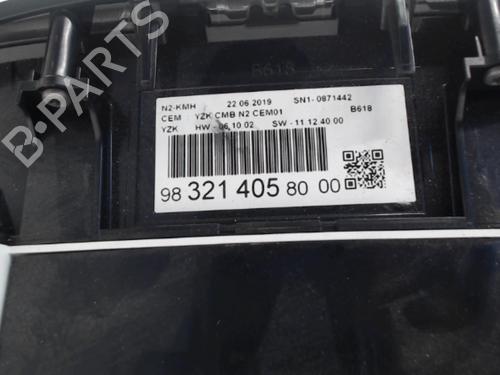 B-PARTS
B618
N2-KMH 22 06 2019 SN1- 0871442
CEM YZK CMB N2 CEM01 B618
YZK HW - 06 10 02 SW - 11 12 40 00
98 321 405 80 00